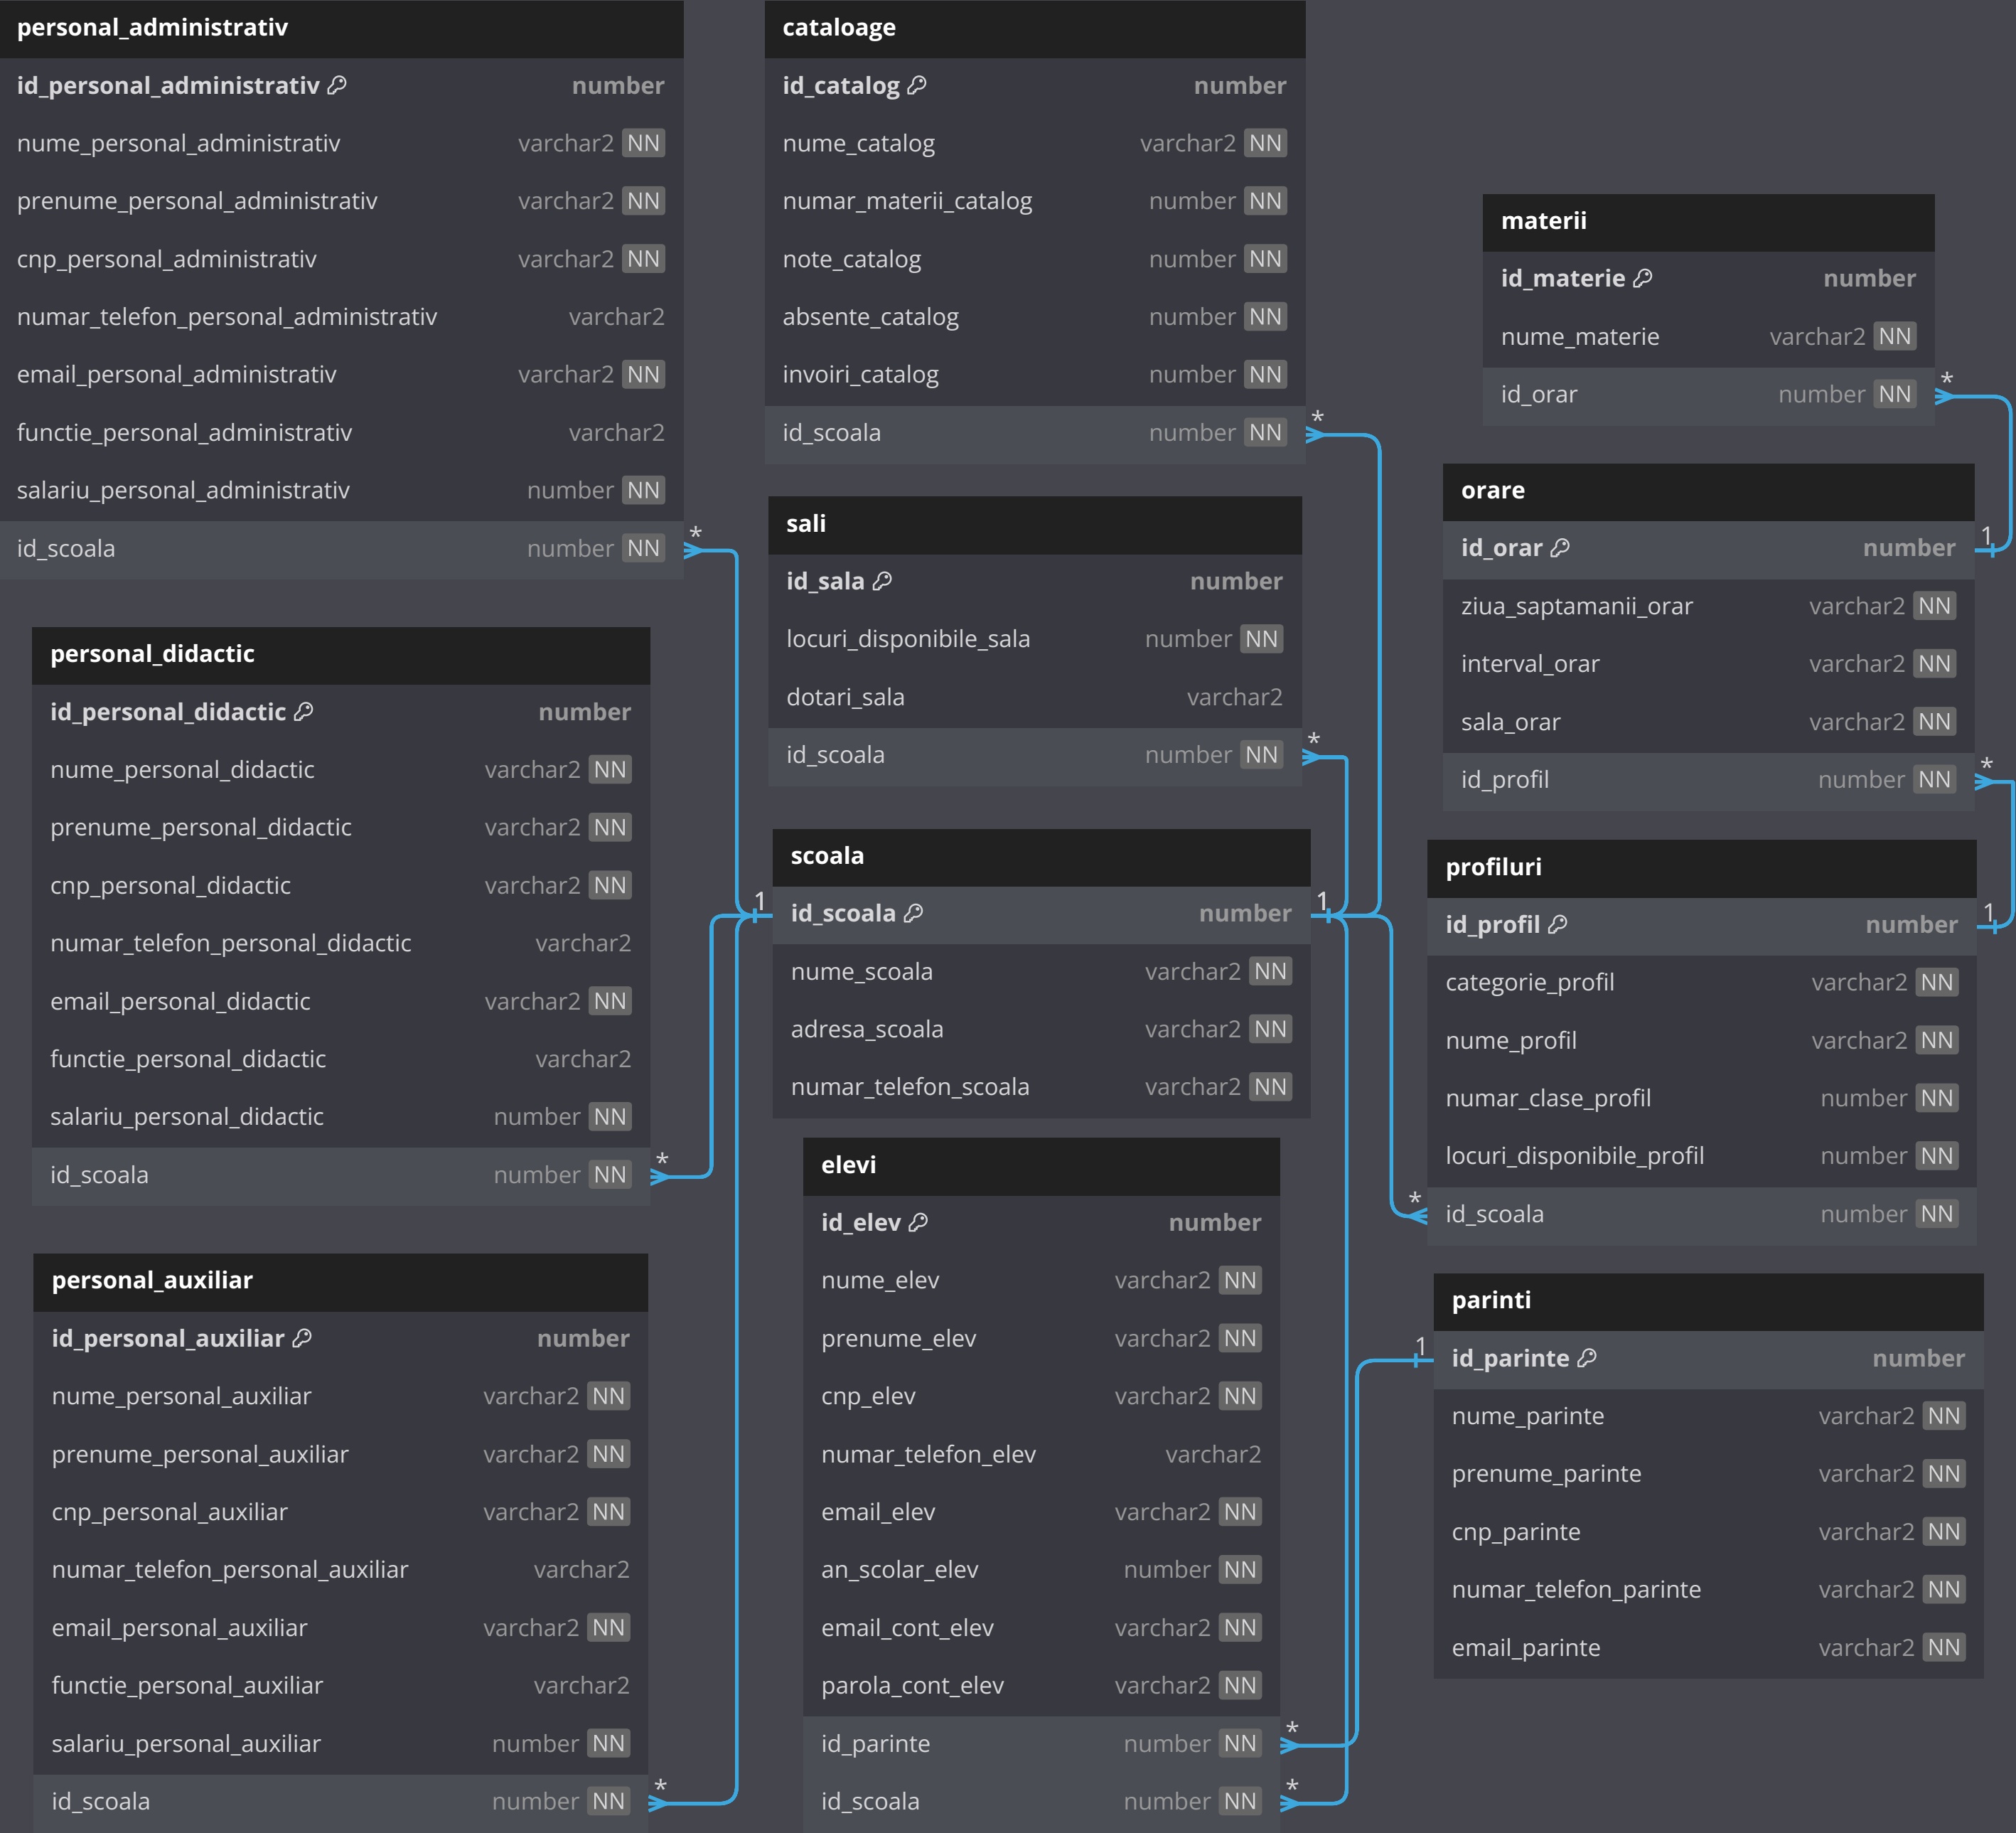 personal_administrativ
id_personal_administrativ number
nume_personal_administrativ varchar2 NN
prenume_personal_administrativ varchar2 NN
cnp_personal_administrativ varchar2 NN
numar_telefon_personal_administrativ varchar2
email_personal_administrativ varchar2 NN
functie_personal_administrativ varchar2
salariu_personal_administrativ number NN
id_scoala number NN *
personal_didactic
id_personal_didactic number
nume_personal_didactic varchar2 NN
prenume_personal_didactic varchar2 NN
cnp_personal_didactic varchar2 NN
numar_telefon_personal_didactic varchar2
email_personal_didactic varchar2 NN
functie_personal_didactic varchar2
salariu_personal_didactic number NN
id_scoala number NN *
personal_auxiliar
id_personal_auxiliar number
nume_personal_auxiliar varchar2 NN
prenume_personal_auxiliar varchar2 NN
cnp_personal_auxiliar varchar2 NN
numar_telefon_personal_auxiliar varchar2
email_personal_auxiliar varchar2 NN
functie_personal_auxiliar varchar2
salariu_personal_auxiliar number NN
id_scoala number NN *
cataloage
id_catalog number
nume_catalog varchar2 NN
numar_materii_catalog number NN
note_catalog number NN
absente_catalog number NN
invoiri_catalog number NN
id_scoala number NN *
sali
id_sala number
locuri_disponibile_sala number NN
dotari_sala varchar2
id_scoala number NN *
scoala
1 id_scoala number 1
nume_scoala varchar2 NN
adresa_scoala varchar2 NN
numar_telefon_scoala varchar2 NN
elevi
id_elev number
nume_elev varchar2 NN
prenume_elev varchar2 NN
cnp_elev varchar2 NN
numar_telefon_elev varchar2
email_elev varchar2 NN
an_scolar_elev number NN
email_cont_elev varchar2 NN
parola_cont_elev varchar2 NN
id_parinte number NN *
id_scoala number NN *
materii
id_materie number
nume_materie varchar2 NN
id_orar number NN *
orare
id_orar number 1
ziua_saptamanii_orar varchar2 NN
interval_orar varchar2 NN
sala_orar varchar2 NN
id_profil number NN *
profiluri
id_profil number 1
categorie_profil varchar2 NN
nume_profil varchar2 NN
numar_clase_profil number NN
locuri_disponibile_profil number NN
* id_scoala number NN
parinti
1 id_parinte number
nume_parinte varchar2 NN
prenume_parinte varchar2 NN
cnp_parinte varchar2 NN
numar_telefon_parinte varchar2 NN
email_parinte varchar2 NN